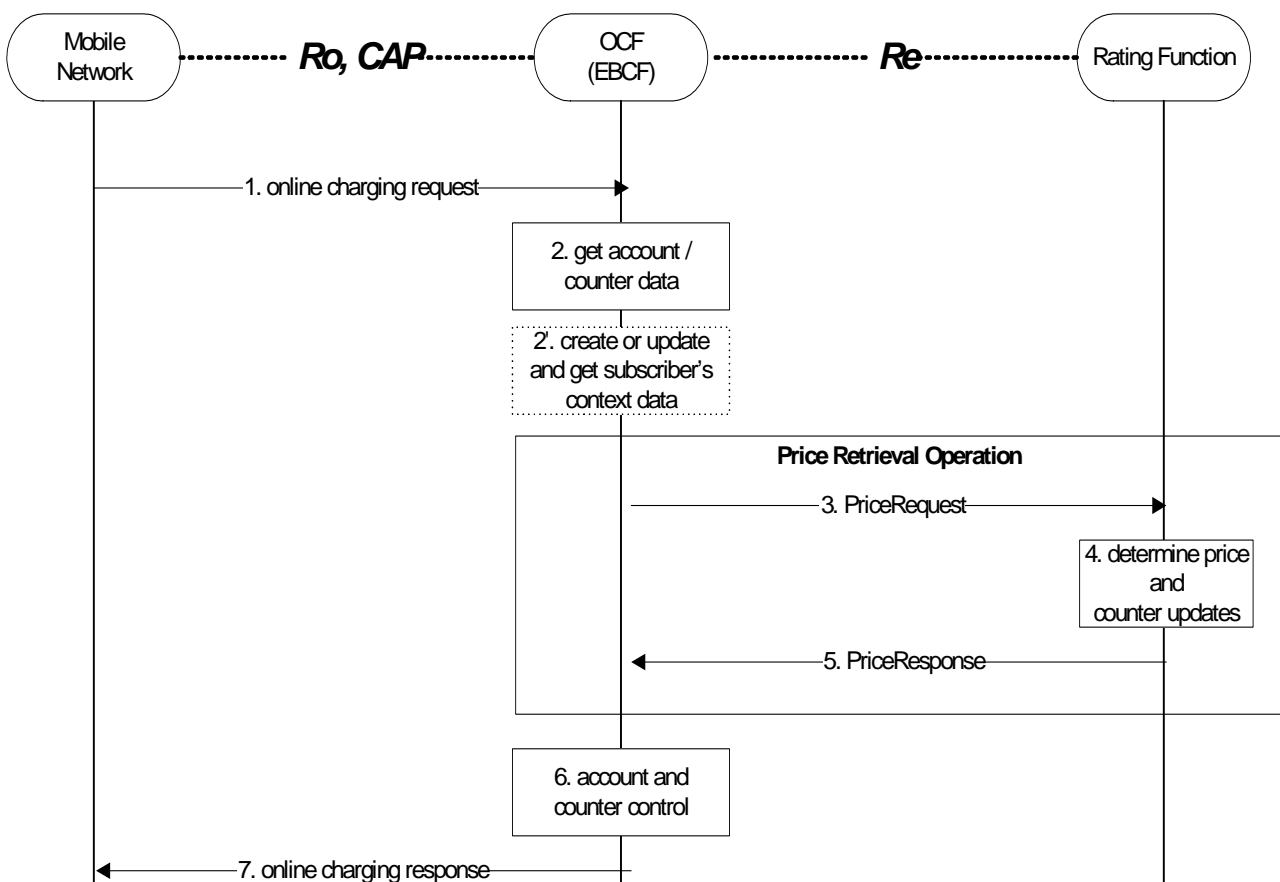 Mobile
Network
Ro, CAP
OCF
(EBCF)
Re
Rating Function
1. online charging request
2. get account /
counter data
2'. create or update
and get subscriber's
context data
Price Retrieval Operation
3. PriceRequest
4. determine price
and
counter updates
5. PriceResponse
6. account and
counter control
7. online charging response